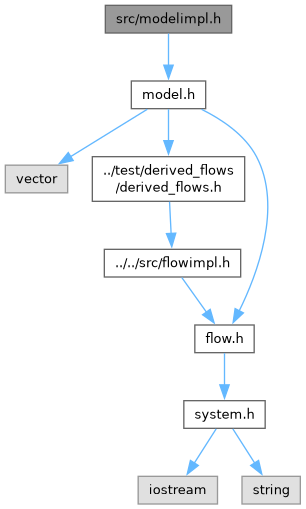 src/modelimpl.h
model.h
vector
../test/derived_flows
/derived_flows.h
../../src/flowimpl.h
flow.h
system.h
iostream
string